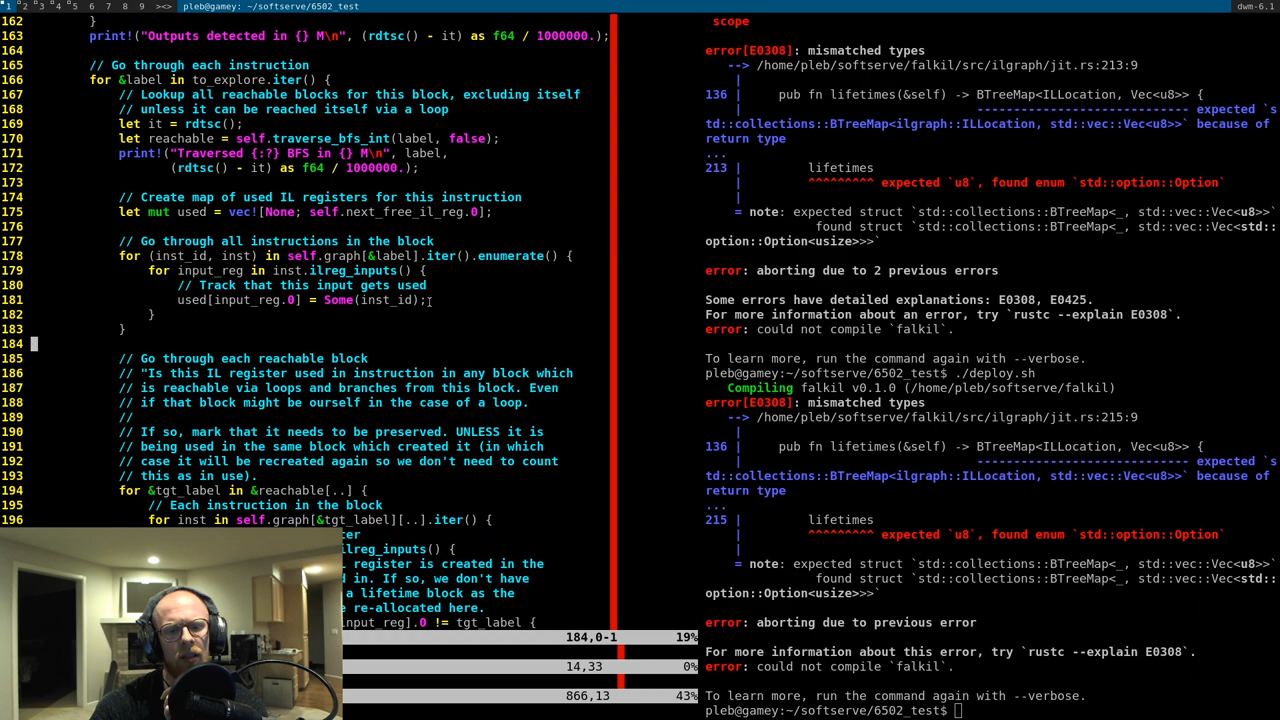 1 2 3 4 5 6 7 8 9 ><> pleb@gamey: ~/softserve/6502_test dwm-6.1
162 }
163 print!("Outputs detected in {} M\n", (rdtsc() - it) as f64 / 1000000.);
164
165 // Go through each instruction
166 for &label in to_explore.iter() {
167 // Lookup all reachable blocks for this block, excluding itself
168 // unless it can be reached itself via a loop
169 let it = rdtsc();
170 let reachable = self.traverse_bfs_int(label, false);
171 print!("Traversed {:?} BFS in {} M\n", label,
172 (rdtsc() - it) as f64 / 1000000.);
173
174 // Create map of used IL registers for this instruction
175 let mut used = vec![None; self.next_free_il_reg.0];
176
177 // Go through all instructions in the block
178 for (inst_id, inst) in self.graph[&label].iter().enumerate() {
179 for input_reg in inst.ilreg_inputs() {
180 // Track that this input gets used
181 used[input_reg.0] = Some(inst_id);
182 }
183 }
184
185 // Go through each reachable block
186 // "Is this IL register used in instruction in any block which
187 // is reachable via loops and branches from this block. Even
188 // if that block might be ourself in the case of a loop.
189 //
190 // If so, mark that it needs to be preserved. UNLESS it is
191 // being used in the same block which created it (in which
192 // case it will be recreated again so we don't need to count
193 // this as in use).
194 for &tgt_label in &reachable[..] {
195 // Each instruction in the block
196 for inst in self.graph[&tgt_label][..].iter() {
ter
ilreg_inputs() {
L register is created in the
d in. If so, we don't have
a lifetime block as the
e re-allocated here.
input_reg].0 != tgt_label {
184,0-1 19%
14,33 0%
866,13 43%
scope
error[E0308]: mismatched types
--> /home/pleb/softserve/falkil/src/ilgraph/jit.rs:213:9
|
136 | pub fn lifetimes(&self) -> BTreeMap<ILLocation, Vec<u8>> {
| ----------------------------- expected `s
td::collections::BTreeMap<ilgraph::ILLocation, std::vec::Vec<u8>>` because of
return type
...
213 | lifetimes
| ^^^^^^^^^ expected `u8`, found enum `std::option::Option`
|
= note: expected struct `std::collections::BTreeMap<_, std::vec::Vec<u8>>`
found struct `std::collections::BTreeMap<_, std::vec::Vec<std::
option::Option<usize>>>`
error: aborting due to 2 previous errors
Some errors have detailed explanations: E0308, E0425.
For more information about an error, try `rustc --explain E0308`.
error: could not compile `falkil`.
To learn more, run the command again with --verbose.
pleb@gamey:~/softserve/6502_test$ ./deploy.sh
Compiling falkil v0.1.0 (/home/pleb/softserve/falkil)
error[E0308]: mismatched types
--> /home/pleb/softserve/falkil/src/ilgraph/jit.rs:215:9
|
136 | pub fn lifetimes(&self) -> BTreeMap<ILLocation, Vec<u8>> {
| ----------------------------- expected `s
td::collections::BTreeMap<ilgraph::ILLocation, std::vec::Vec<u8>>` because of
return type
...
215 | lifetimes
| ^^^^^^^^^ expected `u8`, found enum `std::option::Option`
|
= note: expected struct `std::collections::BTreeMap<_, std::vec::Vec<u8>>`
found struct `std::collections::BTreeMap<_, std::vec::Vec<std::
option::Option<usize>>>`
error: aborting due to previous error
For more information about this error, try `rustc --explain E0308`.
error: could not compile `falkil`.
To learn more, run the command again with --verbose.
pleb@gamey:~/softserve/6502_test$